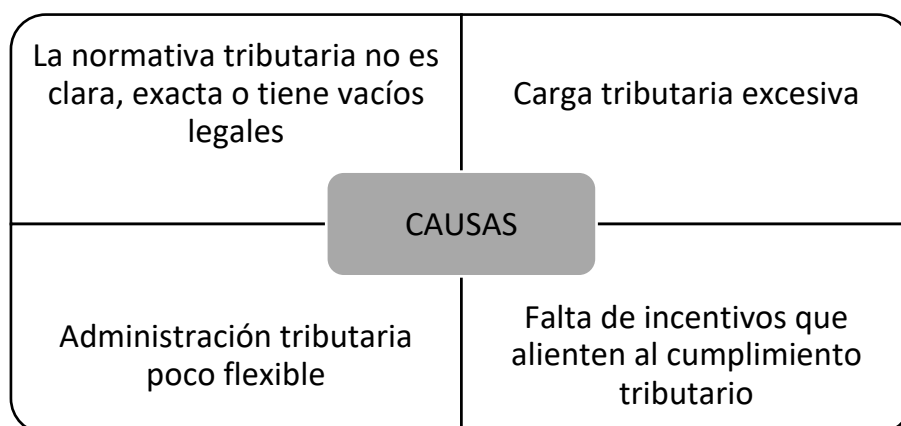 La normativa tributaria no es
clara, exacta o tiene vacíos
legales
Carga tributaria excesiva
CAUSAS
Administración tributaria
poco flexible
Falta de incentivos que
alienten al cumplimiento
tributario